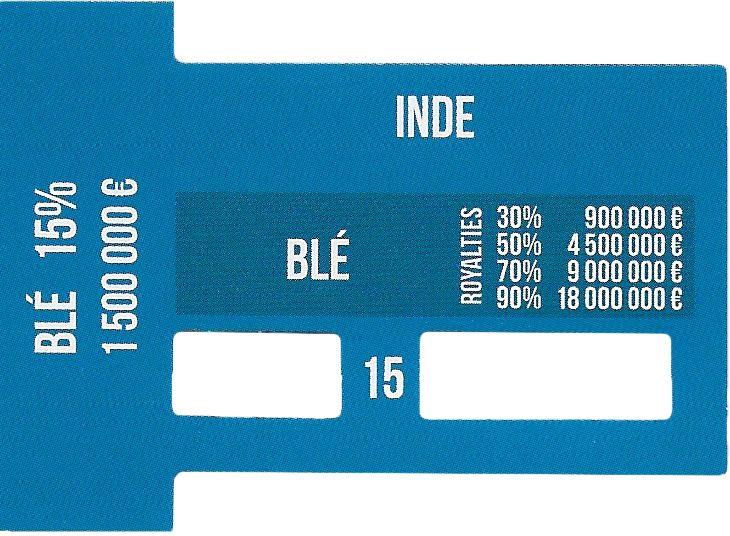 BLÉ 15%
1 500 000 €
INDE
BLÉ
ROYALTIES
30% 900 000 €
50% 4 500 000 €
70% 9 000 000 €
90% 18 000 000 €
15